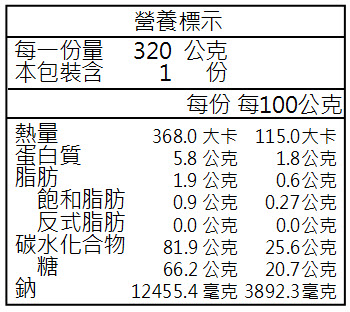 營養標示
每一份量 320 公克
本包裝含 1 份
每份 每100公克
熱量 368.0 大卡 115.0大卡
蛋白質 5.8 公克 1.8公克
脂肪 1.9 公克 0.6公克
飽和脂肪 0.9 公克 0.27公克
反式脂肪 0.0 公克 0.0公克
碳水化合物 81.9 公克 25.6公克
糖 66.2 公克 20.7公克
鈉 12455.4 毫克 3892.3毫克